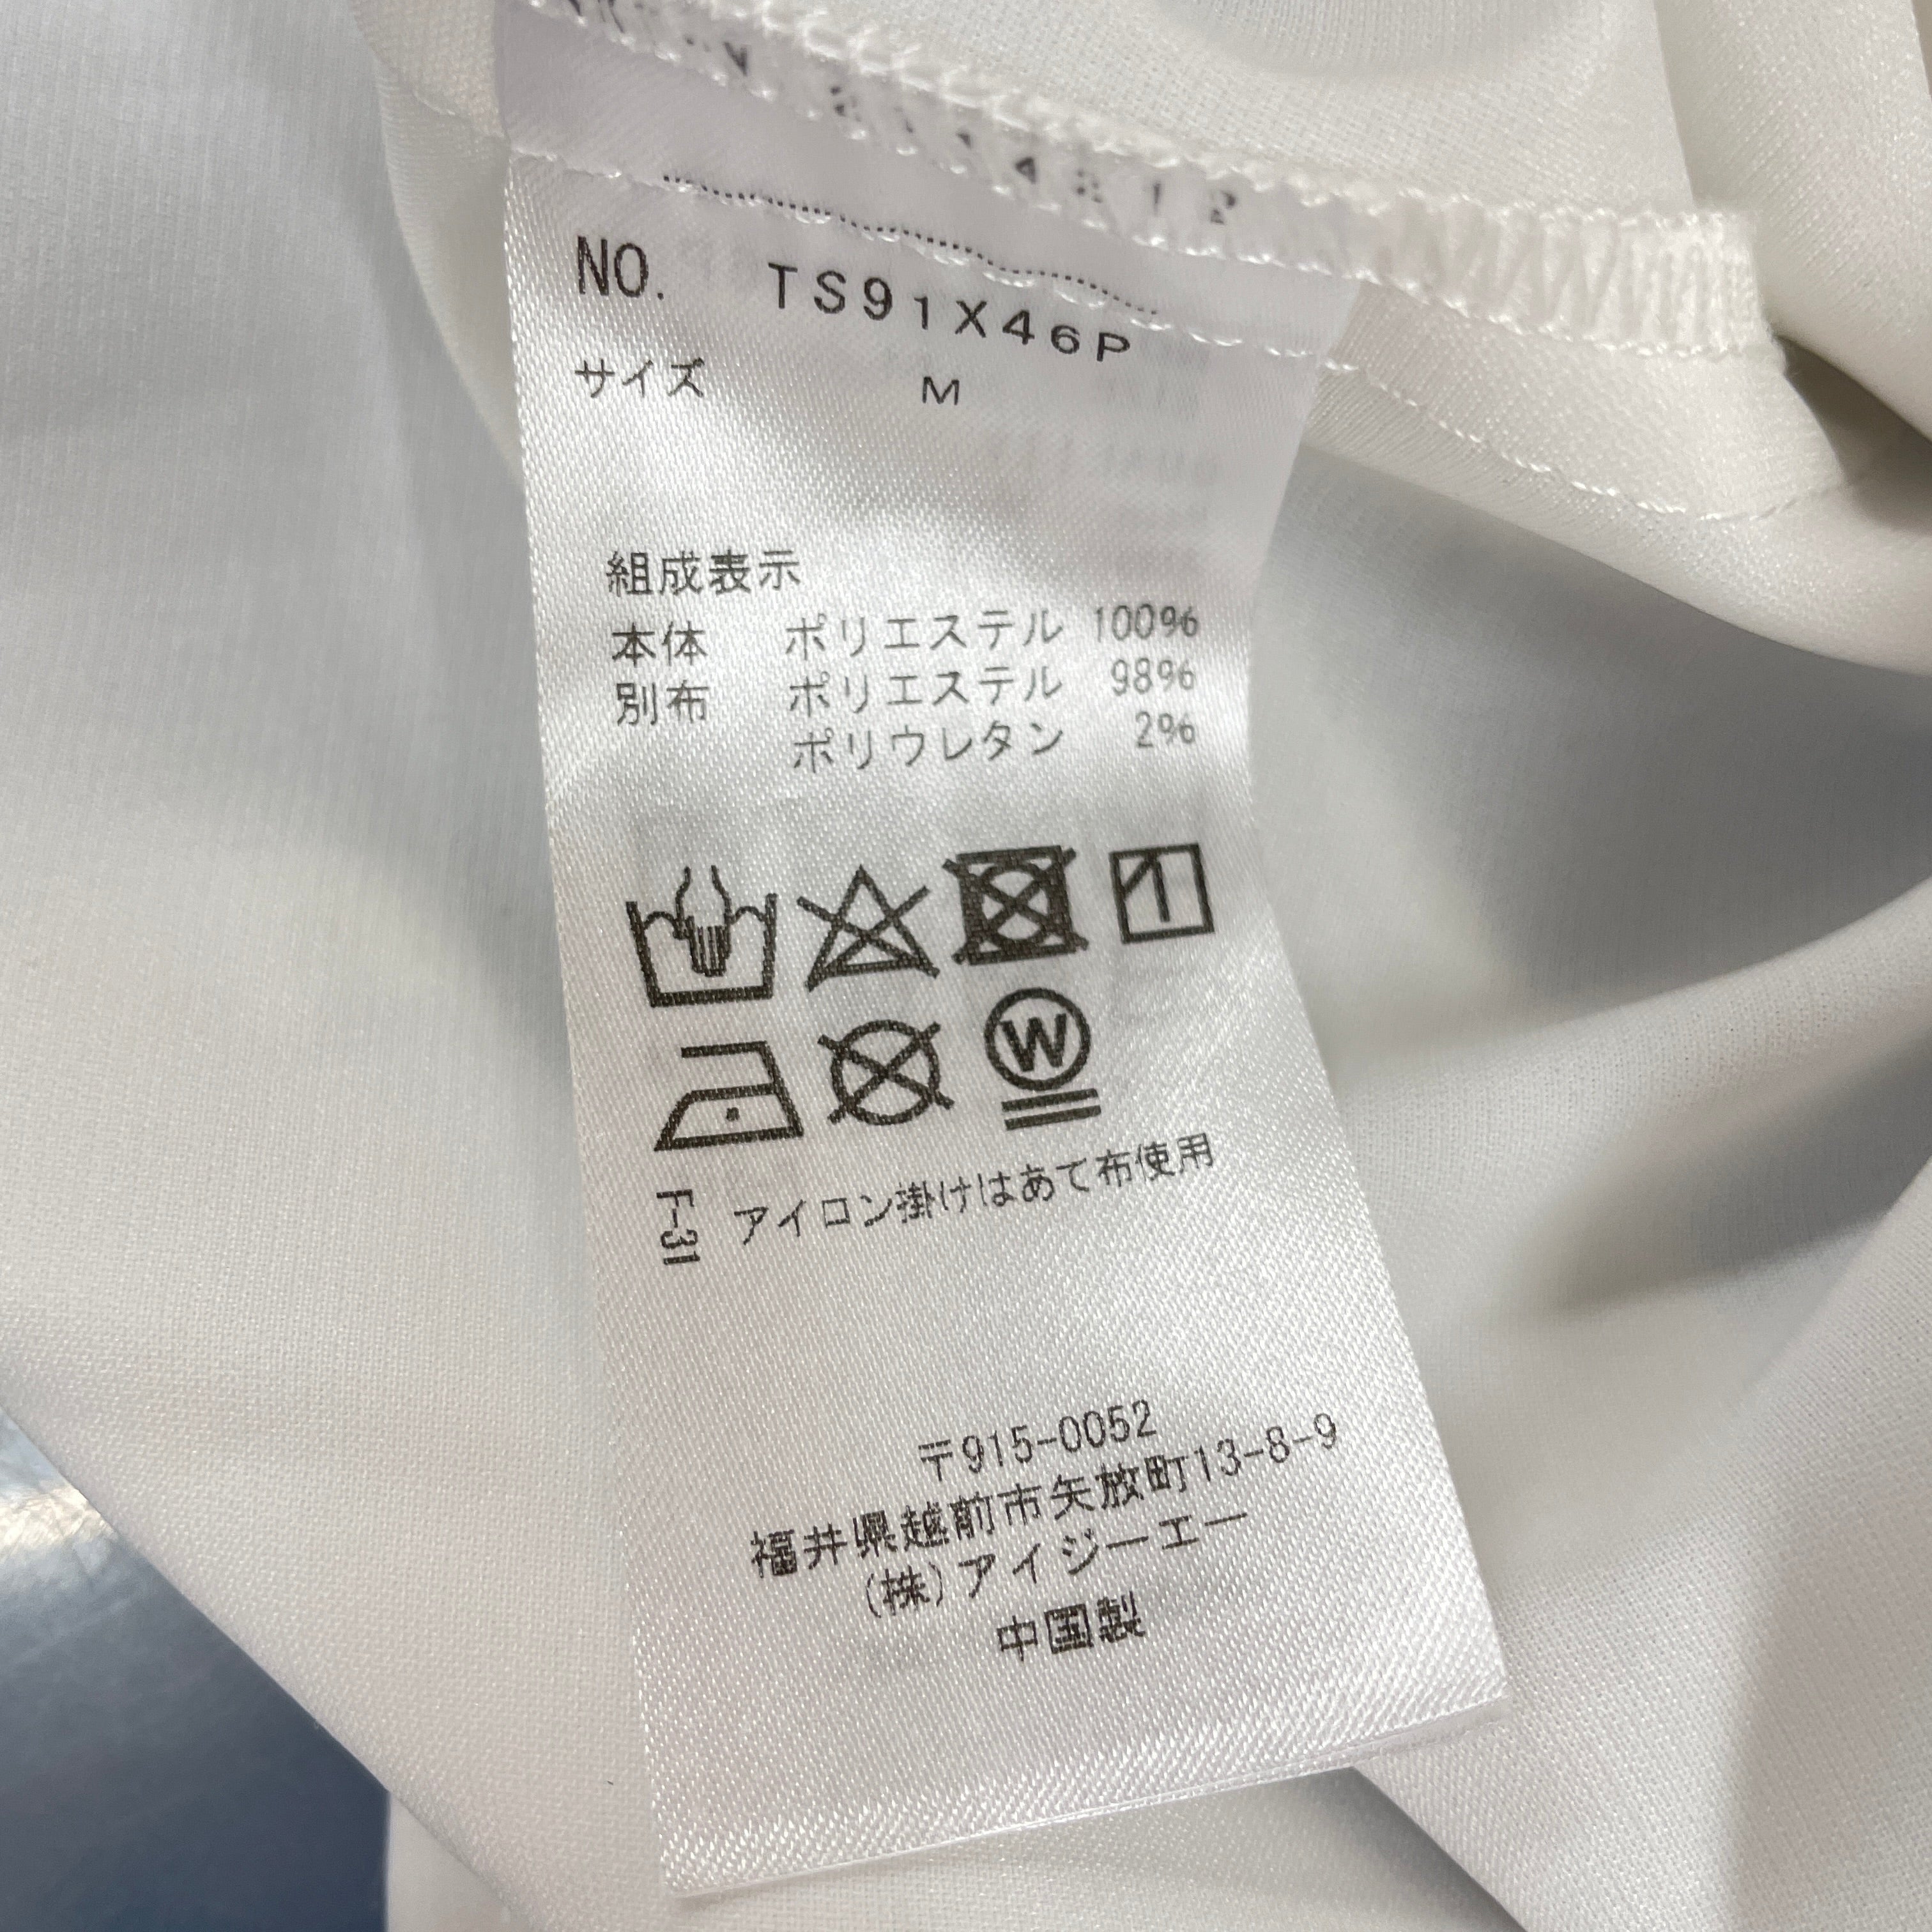 NO. TS91X46P
サイズ M
組成表示
本体 ポリエステル 100%
別布 ポリエステル 98%
ポリウレタン 2%
W
F-31 アイロン掛けはあて布使用
〒915-0052
福井県越前市矢放町13-8-9
(株)アイジーエー
中国製